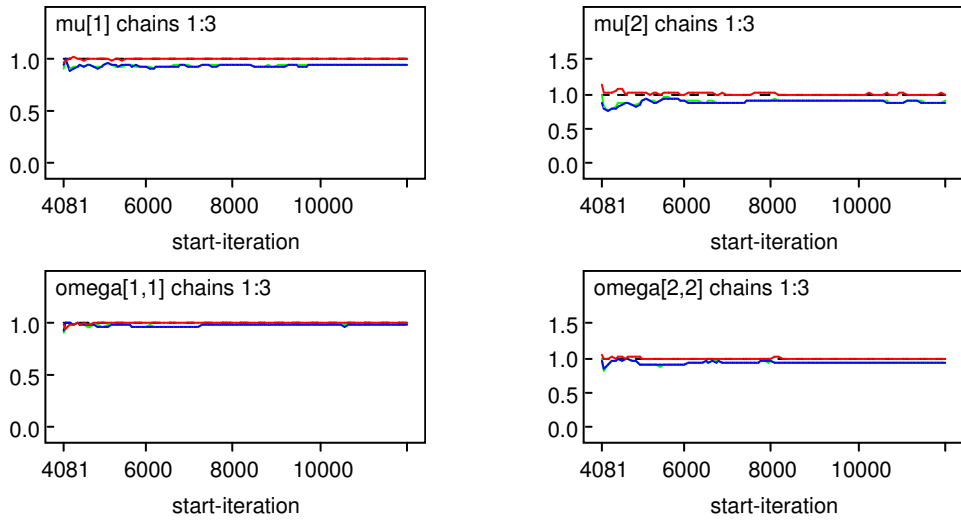 mu[1] chains 1:3
1.0
0.5
0.0
4081 6000 8000 10000
start-iteration
mu[2] chains 1:3
1.5
1.0
0.5
0.0
4081 6000 8000 10000
start-iteration
omega[1,1] chains 1:3
1.0
0.5
0.0
4081 6000 8000 10000
start-iteration
omega[2,2] chains 1:3
1.5
1.0
0.5
0.0
4081 6000 8000 10000
start-iteration